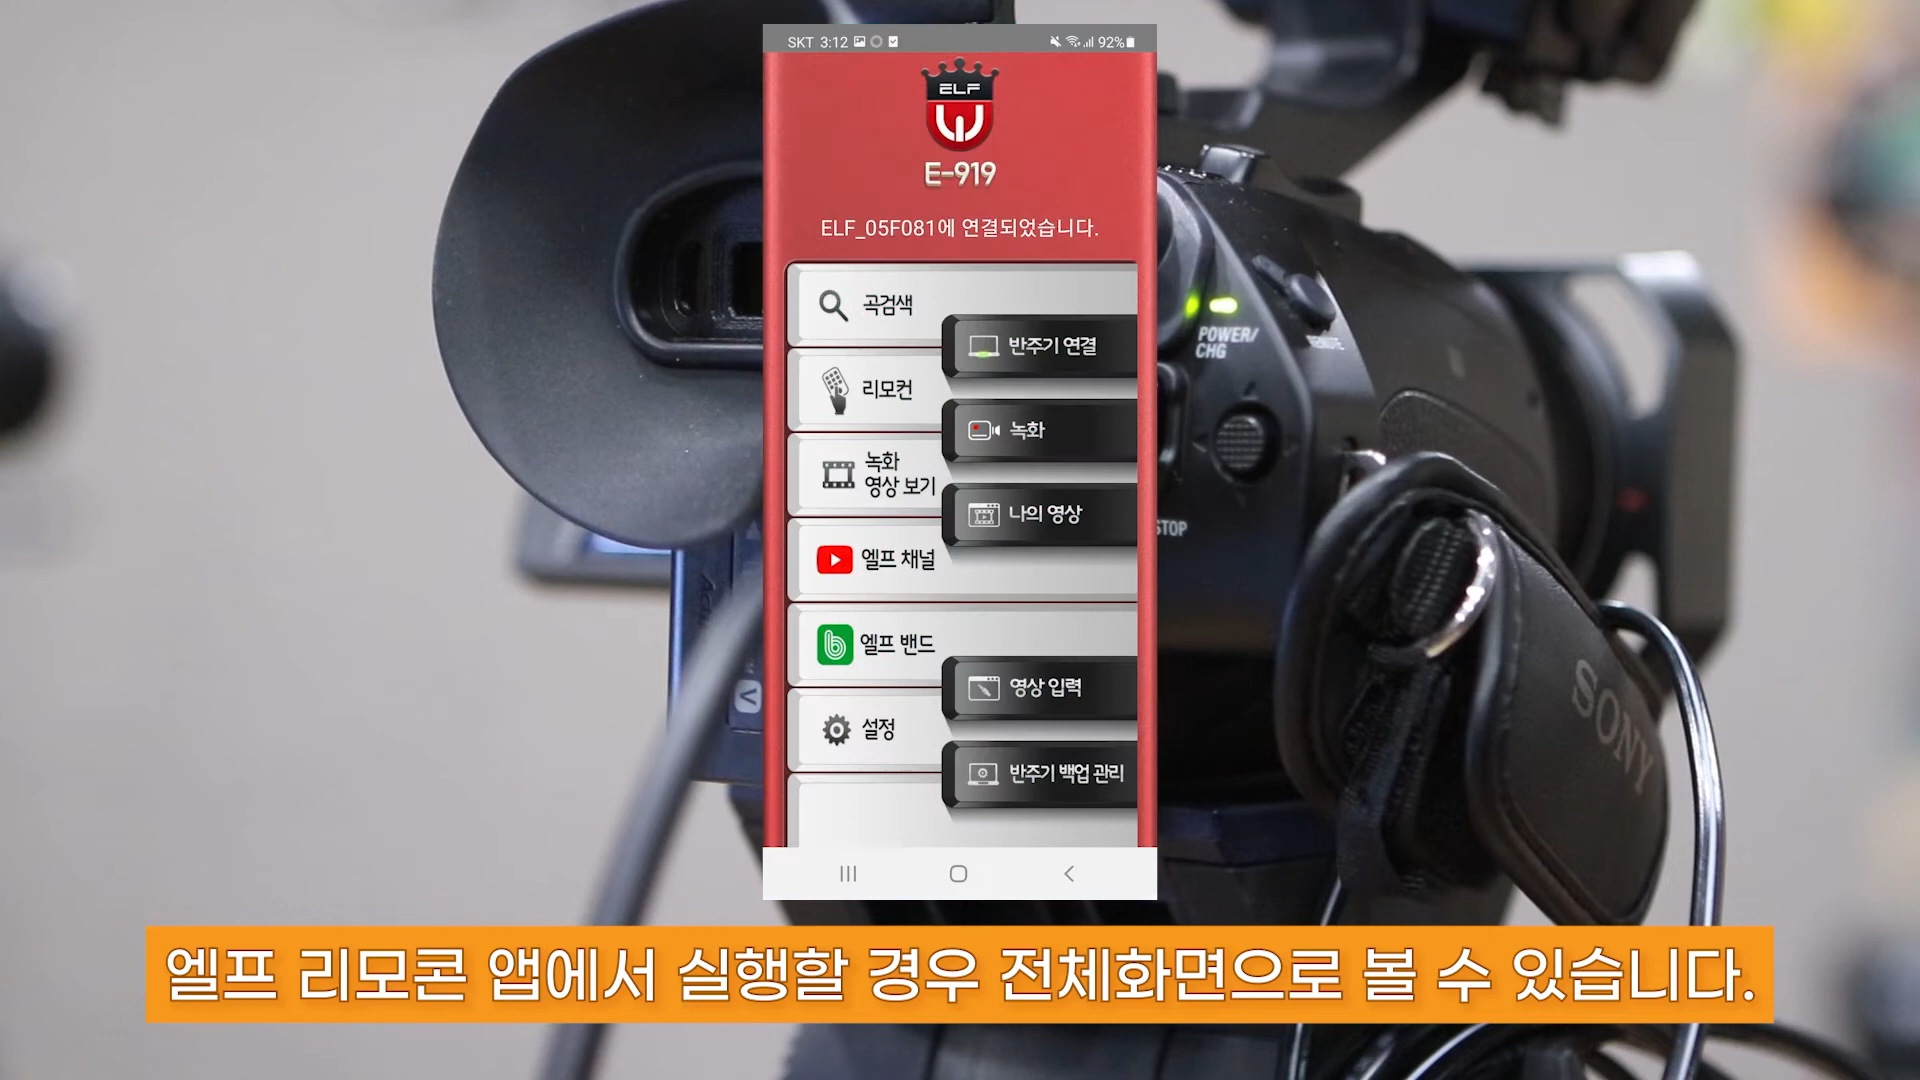 SKT 3:12
92%
ELF
E-919
ELF_05F081에 연결되었습니다.
곡검색
반주기 연결
리모컨
녹화
녹화
영상 보기
나의 영상
엘프 채널
엘프 밴드
영상 입력
설정
반주기 백업 관리
POWER/
CHG
REMOTE
STOP
SONY
엘프 리모콘 앱에서 실행할 경우 전체화면으로 볼 수 있습니다.